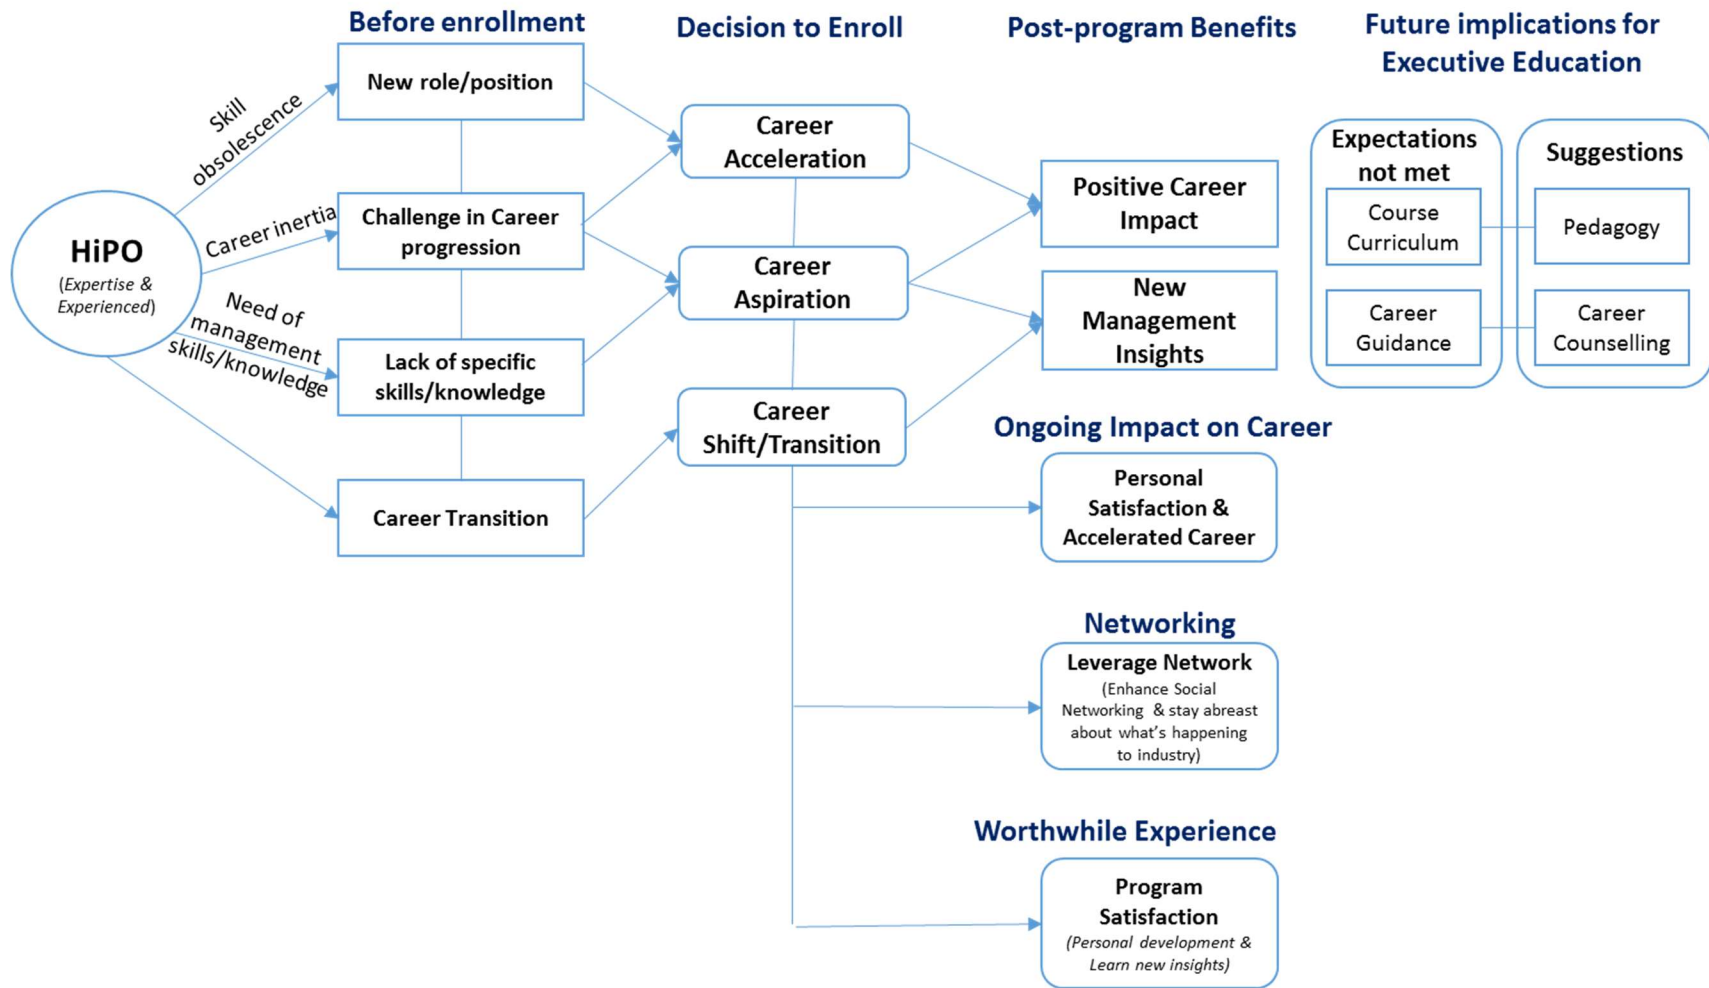 Before enrollment
Decision to Enroll
Post-program Benefits
Future implications for
Executive Education
HiPO
(Expertise &
Experienced)
Skill
obsolescence
Career inertia
Need of
management
skills/knowledge
New role/position
Challenge in Career
progression
Lack of specific
skills/knowledge
Career Transition
Career
Acceleration
Career
Aspiration
Career
Shift/Transition
Positive Career
Impact
New
Management
Insights
Expectations
not met
Course
Curriculum
Career
Guidance
Suggestions
Pedagogy
Career
Counselling
Ongoing Impact on Career
Personal
Satisfaction &
Accelerated Career
Networking
Leverage Network
(Enhance Social
Networking & stay abreast
about what's happening
to industry)
Worthwhile Experience
Program
Satisfaction
(Personal development &
Learn new insights)